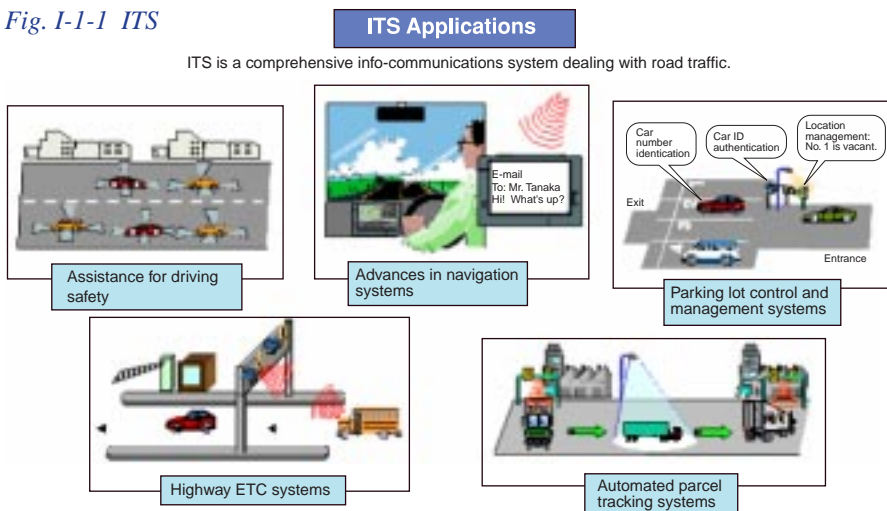 Fig. I-1-1 ITS
ITS Applications
ITS is a comprehensive info-communications system dealing with road traffic.
Assistance for driving
safety
E-mail
To: Mr. Tanaka
Hi! What's up?
Advances in navigation
systems
Car
number
identication
Car ID
authentication
Location
management:
No. 1 is vacant.
Exit
Entrance
Parking lot control and
management systems
Highway ETC systems
Automated parcel
tracking systems